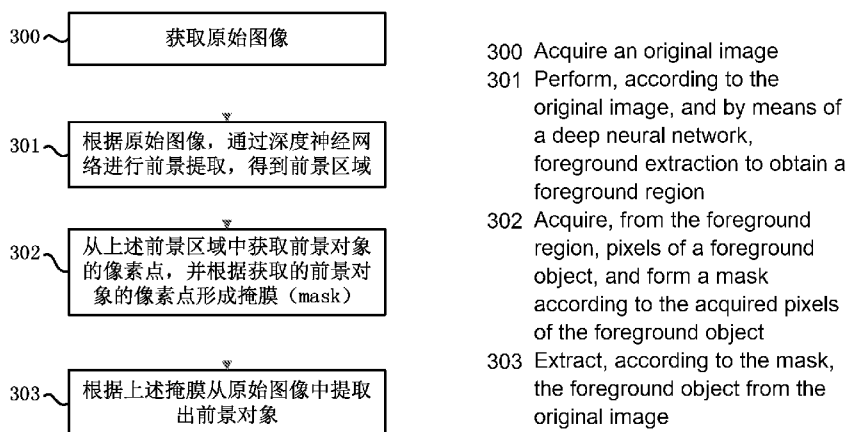 300
获取原始图像
301
根据原始图像，通过深度神经网
络进行前景提取，得到前景区域
302
从上述前景区域中获取前景对象
的像素点，并根据获取的前景对
象的像素点形成掩膜（mask）
303
根据上述掩膜从原始图像中提取
出前景对象
300 Acquire an original image
301 Perform, according to the
original image, and by means of
a deep neural network,
foreground extraction to obtain a
foreground region
302 Acquire, from the foreground
region, pixels of a foreground
object, and form a mask
according to the acquired pixels
of the foreground object
303 Extract, according to the mask,
the foreground object from the
original image